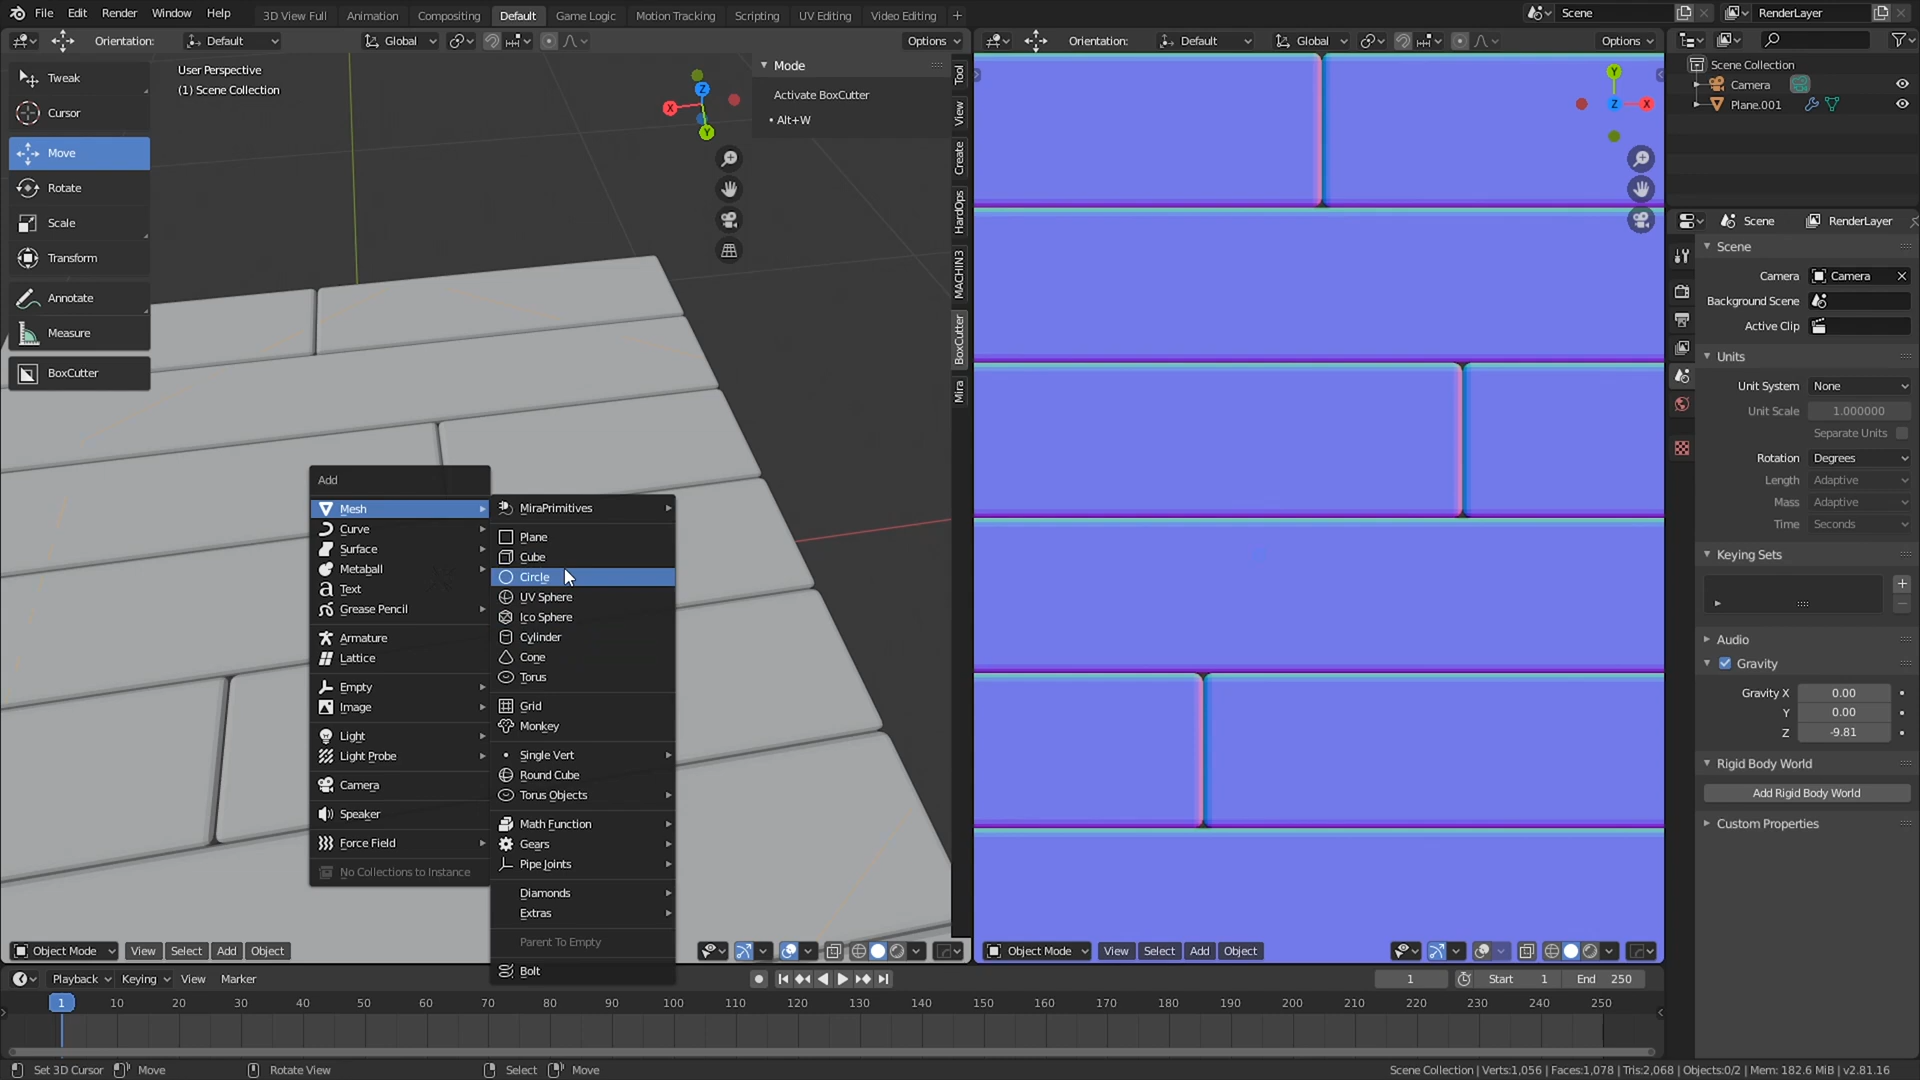 File Edit Render Window Help 3D View Full Animation Compositing Default Game Logic Motion Tracking Scripting UV Editing Video Editing + Scene RenderLayer
Orientation: Default Global Options
Orientation: Default Global Options
Tweak
Cursor
Move
Rotate
Scale
Transform
Annotate
Measure
BoxCutter
User Perspective
(1) Scene Collection
X
Z
Y
Mode
Activate BoxCutter
• Alt+W
Tool
View
Create
HardOps
MACHIN3
BoxCutter
Mira
Add
Mesh
Curve
Surface
Metaball
Text
Grease Pencil
Armature
Lattice
Empty
Image
Light
Light Probe
Camera
Speaker
Force Field
No Collections to Instance
MiraPrimitives
Plane
Cube
Circle
UV Sphere
Ico Sphere
Cylinder
Cone
Torus
Grid
Monkey
Single Vert
Round Cube
Torus Objects
Math Function
Gears
Pipe Joints
Diamonds
Extras
Parent To Empty
Bolt
Y
Z
X
Scene Collection
Camera
Plane.001
Scene RenderLayer
Scene
Camera Camera
Background Scene
Active Clip
Units
Unit System None
Unit Scale 1.000000
Separate Units
Rotation Degrees
Length Adaptive
Mass Adaptive
Time Seconds
Keying Sets
Audio
Gravity
Gravity X 0.00
Y 0.00
Z -9.81
Rigid Body World
Add Rigid Body World
Custom Properties
Object Mode View Select Add Object
Object Mode View Select Add Object
Playback Keying View Marker 1 Start 1 End 250
1 10 20 30 40 50 60 70 80 90 100 110 120 130 140 150 160 170 180 190 200 210 220 230 240 250
Set 3D Cursor Move Rotate View Select Move Scene Collection | Verts:1,056 | Faces:1,078 | Tris:2,068 | Objects:0/2 | Mem: 182.6 MiB | v2.81.16